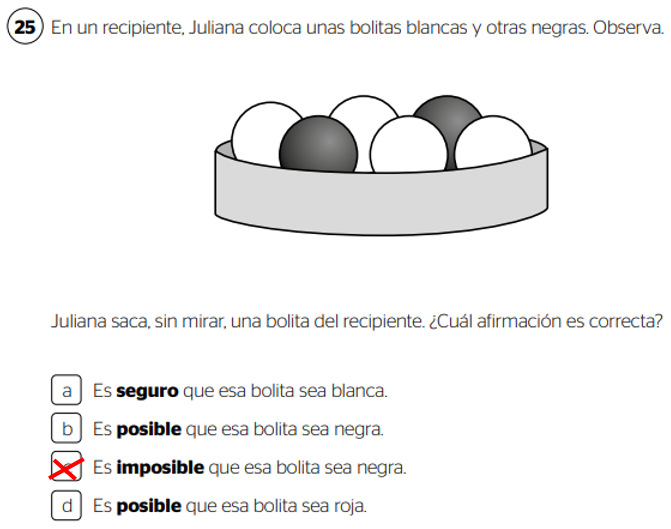 25 En un recipiente, Juliana coloca unas bolitas blancas y otras negras. Observa.
Juliana saca, sin mirar, una bolita del recipiente. ¿Cuál afirmación es correcta?
a Es seguro que esa bolita sea blanca.
b Es posible que esa bolita sea negra.
Es imposible que esa bolita sea negra.
d Es posible que esa bolita sea roja.